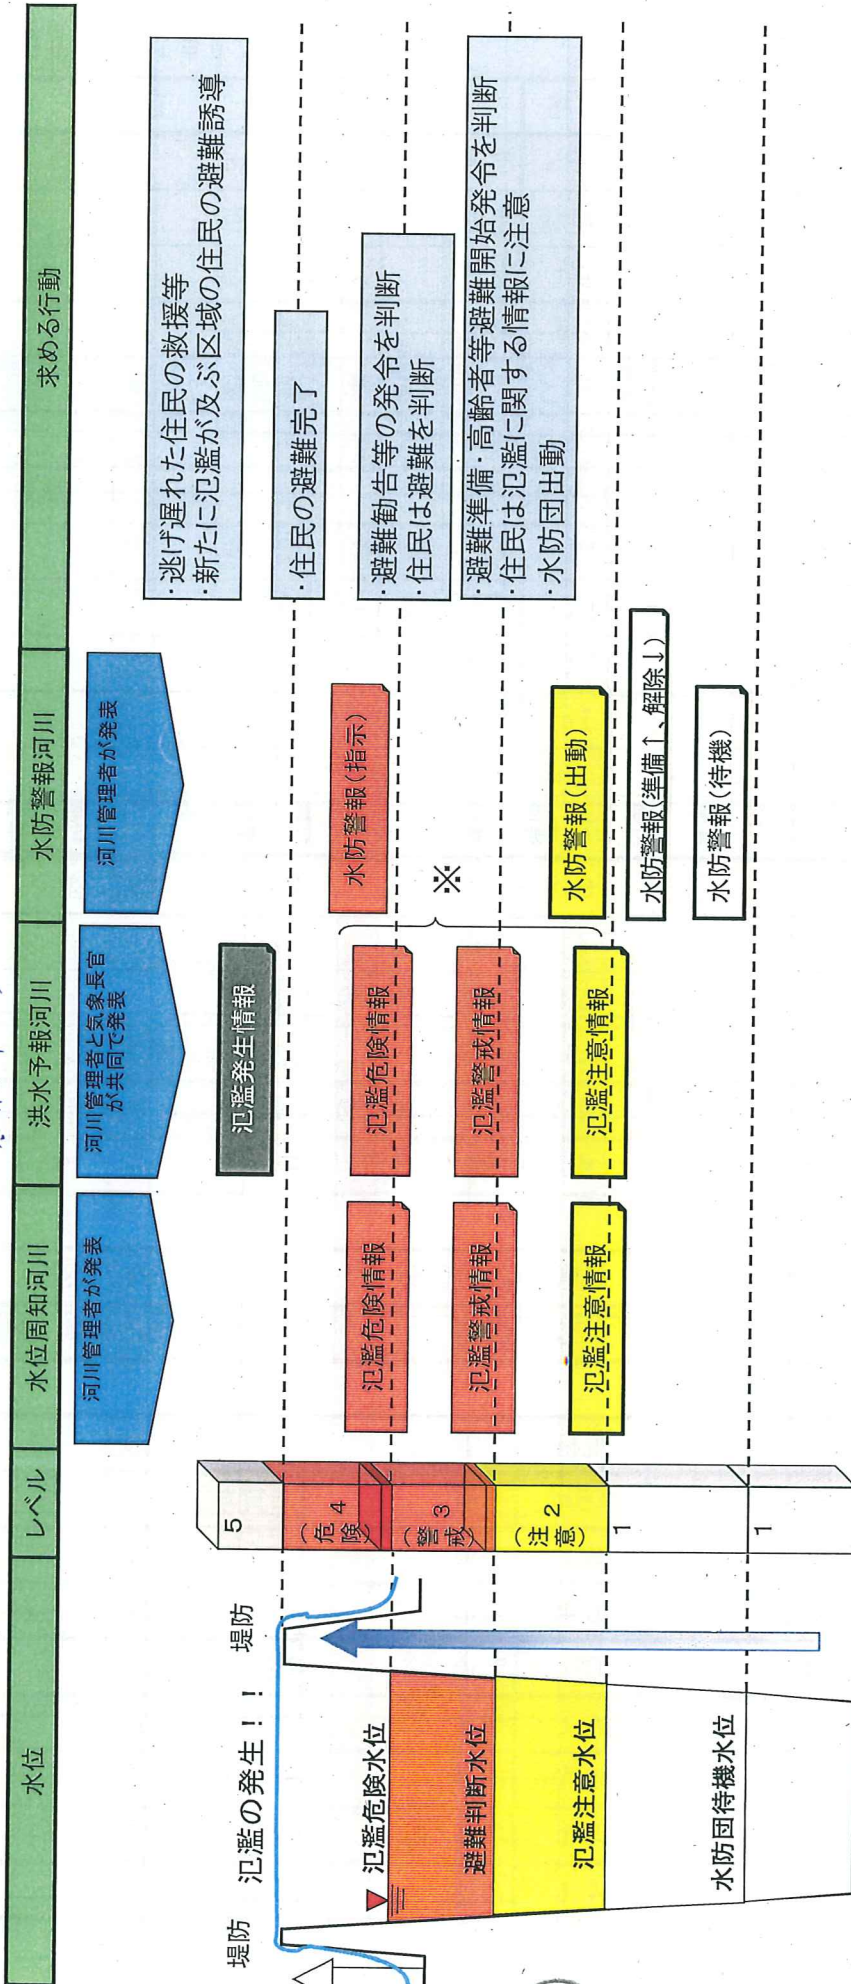 水位
レベル
水位周知河川
洪水予報河川
水防警報河川
求める行動
河川管理者が発表
河川管理者と気象長官
が共同で発表
河川管理者が発表
堤防
氾濫の発生！！
堤防
5
氾濫発生情報
・逃げ遅れた住民の救援等
・新たに氾濫が及ぶ区域の住民の避難誘導
4
（危険）
・住民の避難完了
氾濫危険水位
氾濫危険情報
氾濫危険情報
水防警報（指示）
3
（警戒）
・避難勧告等の発令を判断
・住民は避難を判断
避難判断水位
氾濫警戒情報
氾濫警戒情報
※
2
（注意）
・避難準備・高齢者等避難開始発令を判断
・住民は氾濫に関する情報に注意
・水防団出動
氾濫注意水位
氾濫注意情報
氾濫注意情報
水防警報（出動）
1
水防警報（準備↑、解除↓）
水防団待機水位
水防警報（待機）
1